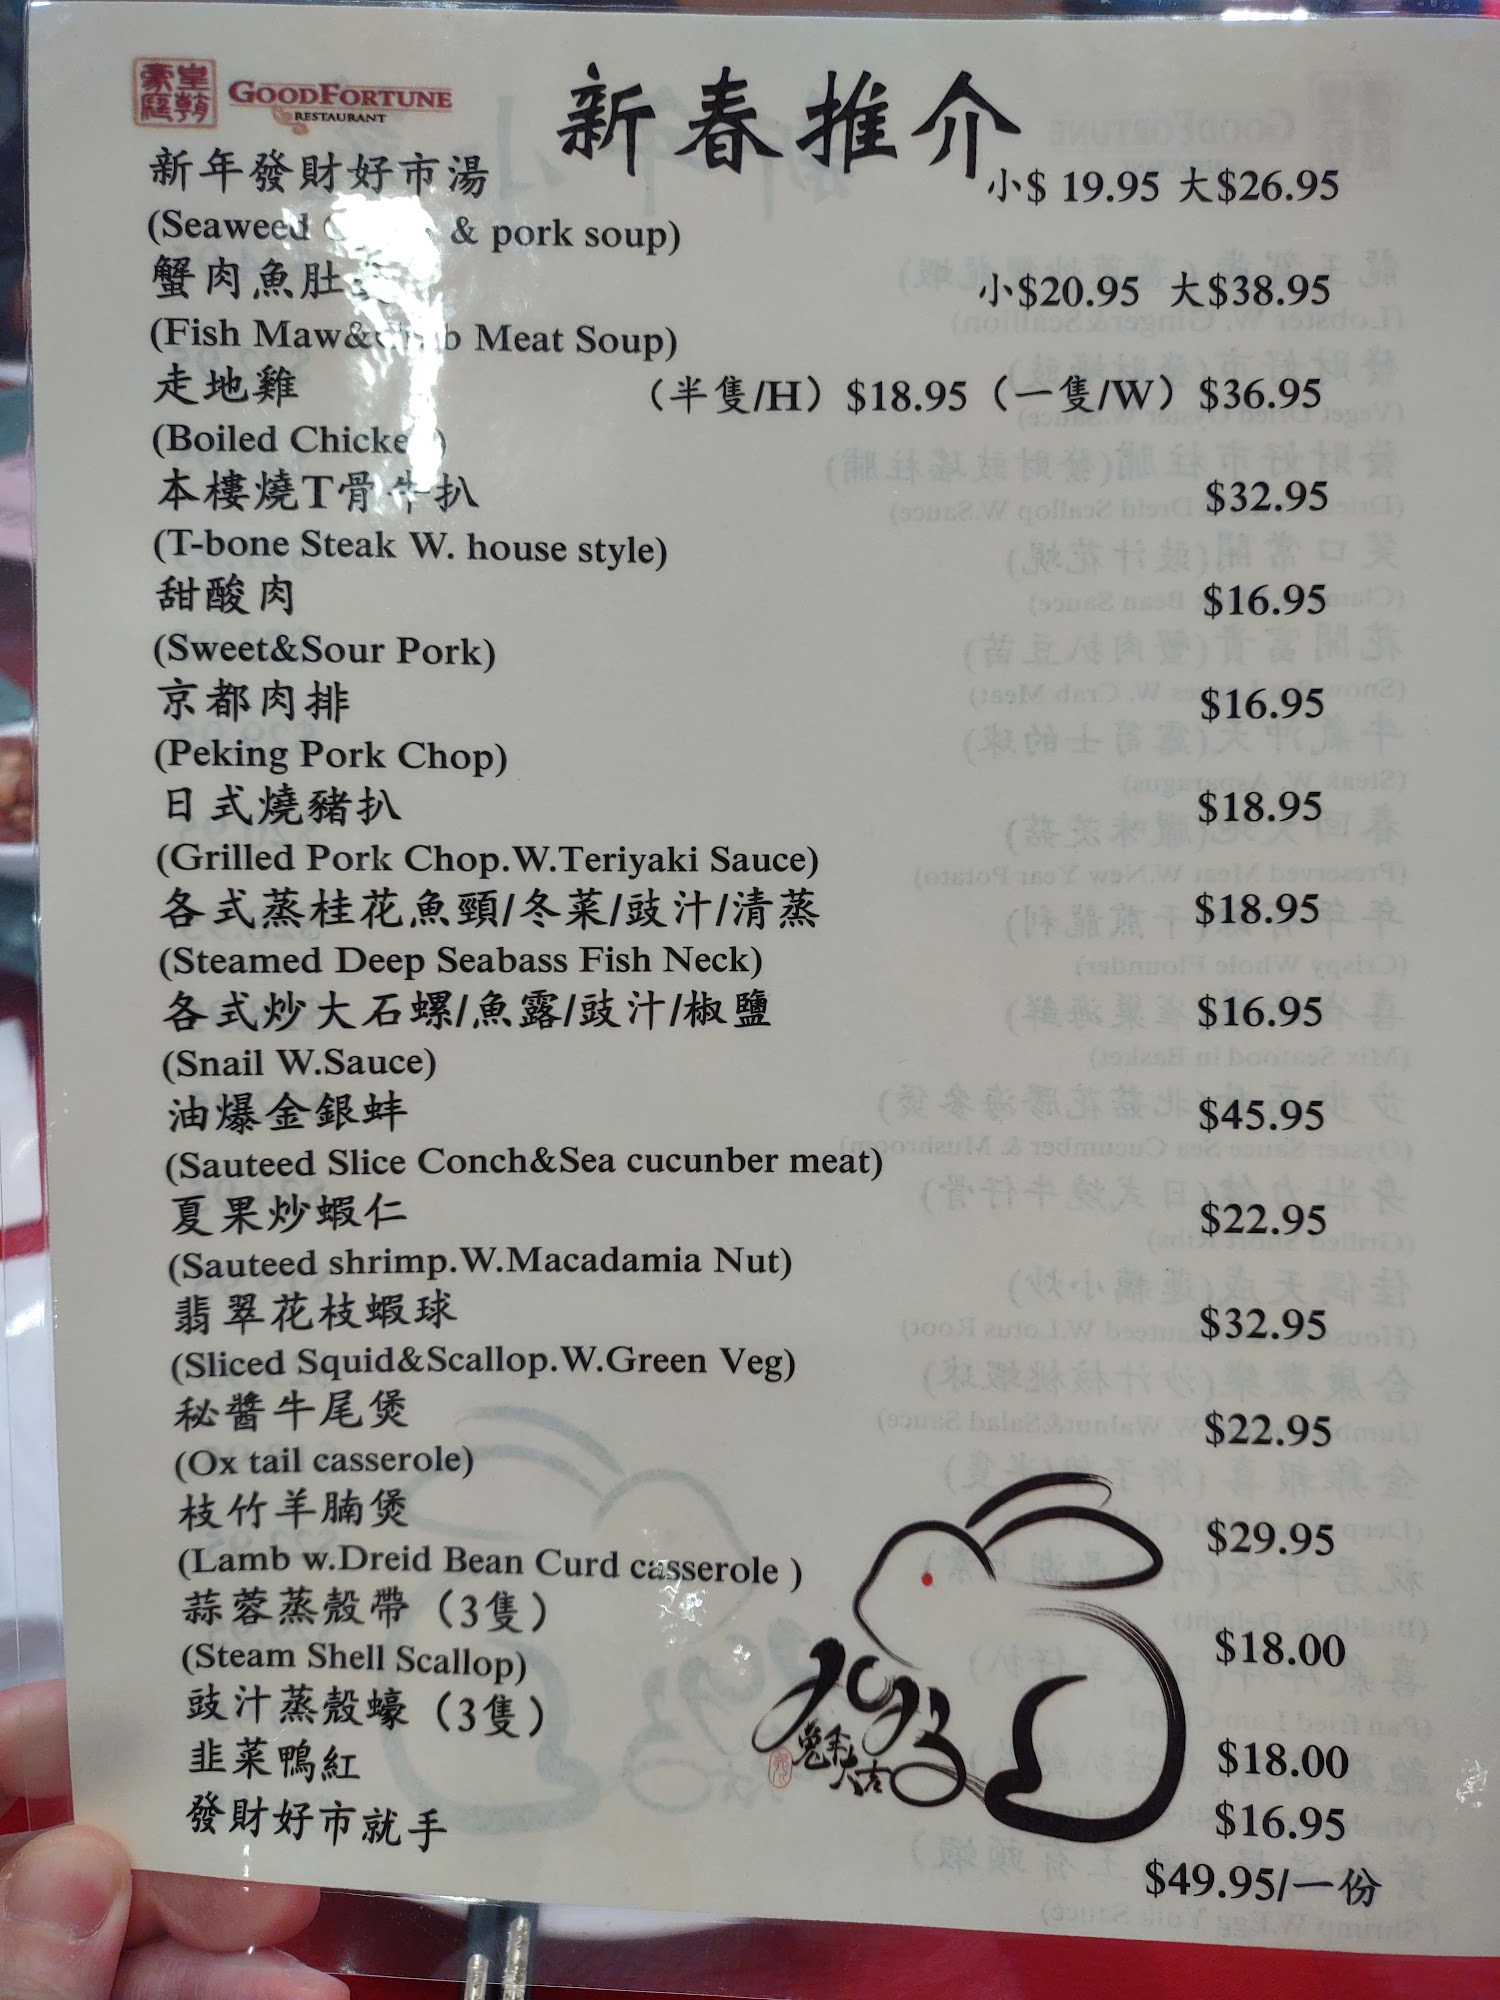 皇朝
豪庭
GOODFORTUNE
RESTAURANT
新春推介
新年發財好市湯 小$ 19.95 大$26.95
(Seaweed & pork soup)
蟹肉魚肚 小$20.95 大$38.95
(Fish Maw& Meat Soup)
走地雞 （半隻/H）$18.95（一隻/W）$36.95
(Boiled Chicken)
本樓燒T骨牛扒 $32.95
(T-bone Steak W. house style)
甜酸肉 $16.95
(Sweet&Sour Pork)
京都肉排 $16.95
(Peking Pork Chop)
日式燒豬扒 $18.95
(Grilled Pork Chop.W.Teriyaki Sauce)
各式蒸桂花魚頸/冬菜/豉汁/清蒸 $18.95
(Steamed Deep Seabass Fish Neck)
各式炒大石螺/魚露/豉汁/椒鹽 $16.95
(Snail W.Sauce)
油爆金銀蚌 $45.95
(Sauteed Slice Conch&Sea cucunber meat)
夏果炒蝦仁 $22.95
(Sauteed shrimp.W.Macadamia Nut)
翡翠花枝蝦球 $32.95
(Sliced Squid&Scallop.W.Green Veg)
秘醬牛尾煲 $22.95
(Ox tail casserole)
枝竹羊腩煲 $29.95
(Lamb w.Dreid Bean Curd casserole )
蒜蓉蒸殼帶（3隻） $18.00
(Steam Shell Scallop)
豉汁蒸殼蠔（3隻） $18.00
韭菜鴨紅 $16.95
發財好市就手 $49.95/一份
2023
兔年大吉